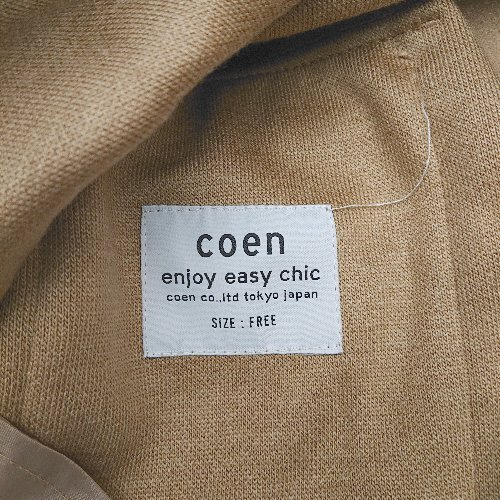 coen
enjoy easy chic
coen co.,ltd tokyo japan
SIZE : FREE